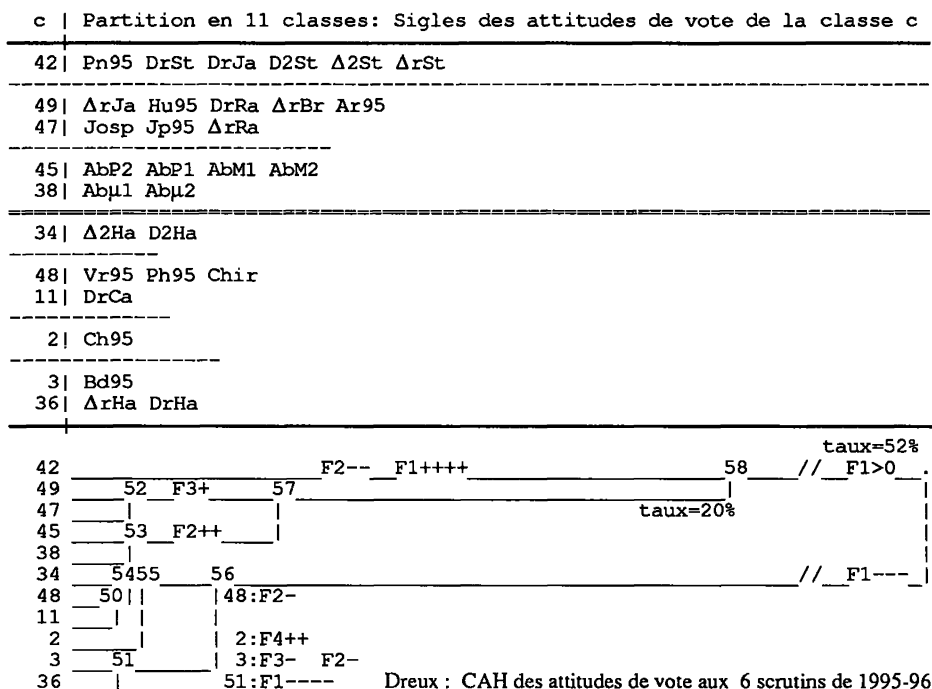 c | Partition en 11 classes: Sigles des attitudes de vote de la classe c
42| Pn95 DrSt DrJa D2St Δ2St ΔrSt
49| ΔrJa Hu95 DrRa ΔrBr Ar95
47| Josp Jp95 ΔrRa
45| AbP2 AbP1 AbM1 AbM2
38| Abμ1 Abμ2
34| Δ2Ha D2Ha
48| Vr95 Ph95 Chir
11| DrCa
2| Ch95
3| Bd95
36| ΔrHa DrHa
taux=52%
42 F2-- F1++++ 58 // F1>0 .
49 52 F3+ 57
47 taux=20%
45 53 F2++
38
34 5455 56 // F1---
48 50 48:F2-
11
2 2:F4++
3 51 3:F3- F2-
36 51:F1---- Dreux : CAH des attitudes de vote aux 6 scrutins de 1995-96